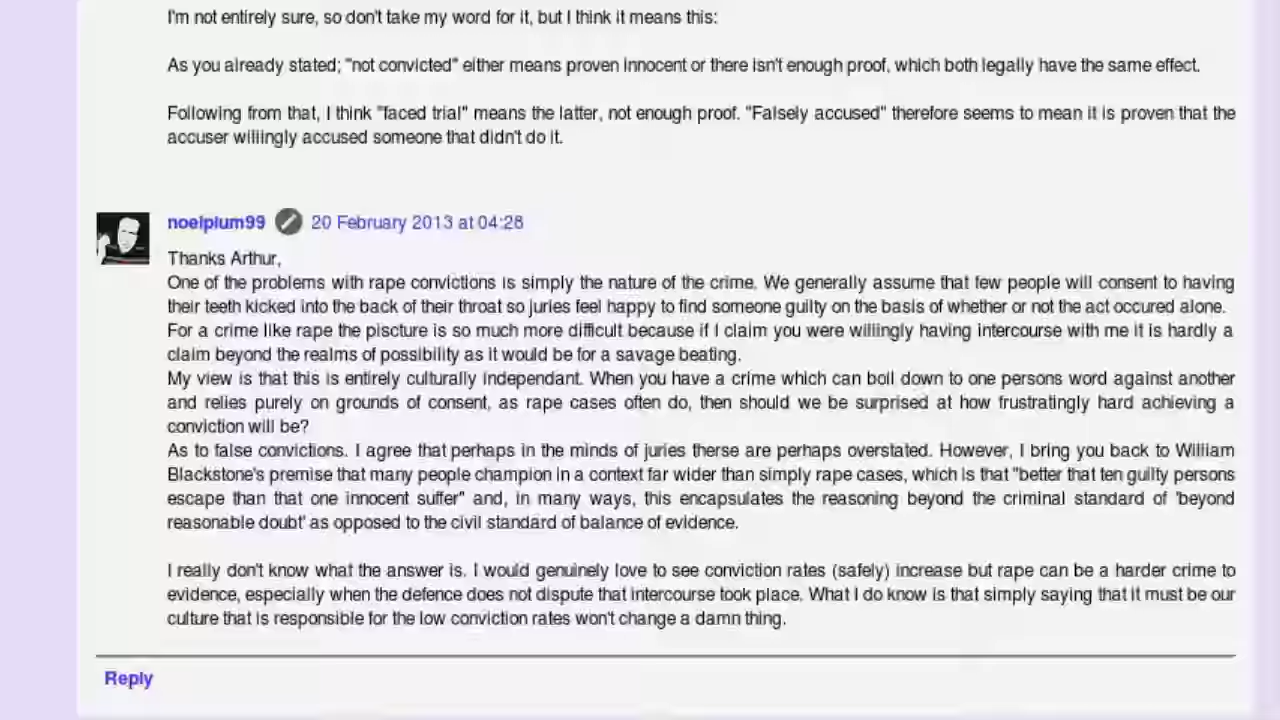 I'm not entirely sure, so don't take my word for it, but I think it means this:
As you already stated; "not convicted" either means proven innocent or there isn't enough proof, which both legally have the same effect.
Following from that, I think "faced trial" means the latter, not enough proof. "Falsely accused" therefore seems to mean it is proven that the
accuser willingly accused someone that didn't do it.
noelplum99 20 February 2013 at 04:28
Thanks Arthur,
One of the problems with rape convictions is simply the nature of the crime. We generally assume that few people will consent to having
their teeth kicked into the back of their throat so juries feel happy to find someone guilty on the basis of whether or not the act occured alone.
For a crime like rape the piscture is so much more difficult because if I claim you were willingly having intercourse with me it is hardly a
claim beyond the realms of possibility as it would be for a savage beating.
My view is that this is entirely culturally independant. When you have a crime which can boil down to one persons word against another
and relies purely on grounds of consent, as rape cases often do, then should we be surprised at how frustratingly hard achieving a
conviction will be?
As to false convictions. I agree that perhaps in the minds of juries therse are perhaps overstated. However, I bring you back to William
Blackstone's premise that many people champion in a context far wider than simply rape cases, which is that "better that ten guilty persons
escape than that one innocent suffer" and, in many ways, this encapsulates the reasoning beyond the criminal standard of 'beyond
reasonable doubt' as opposed to the civil standard of balance of evidence.
I really don't know what the answer is. I would genuinely love to see conviction rates (safely) increase but rape can be a harder crime to
evidence, especially when the defence does not dispute that intercourse took place. What I do know is that simply saying that it must be our
culture that is responsible for the low conviction rates won't change a damn thing.
Reply